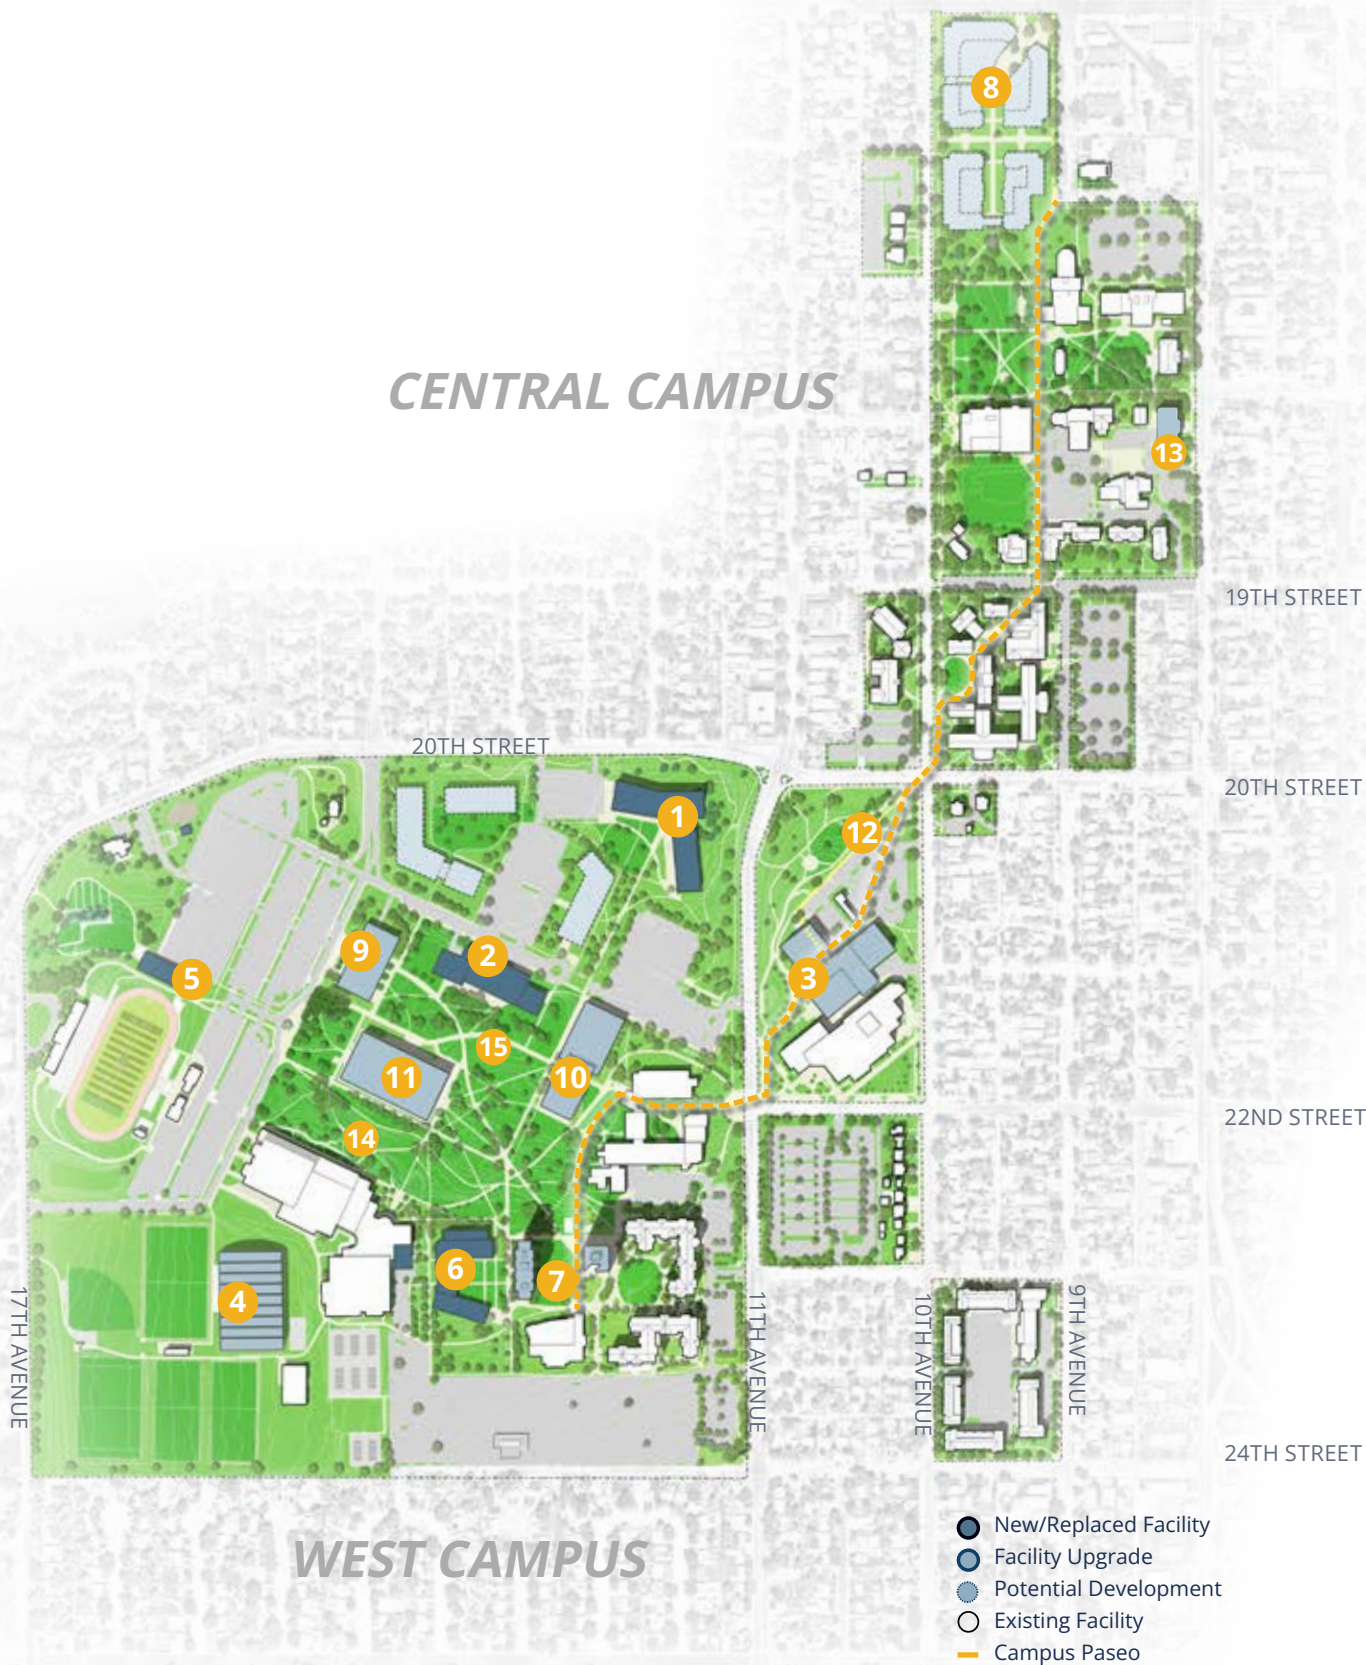 8
CENTRAL CAMPUS
13
19TH STREET
20TH STREET
20TH STREET
1
12
9
2
5
3
15
11
10
14
22ND STREET
6
7
4
17TH AVENUE
11TH AVENUE
10TH AVENUE
9TH AVENUE
24TH STREET
WEST CAMPUS
New/Replaced Facility
Facility Upgrade
Potential Development
Existing Facility
Campus Paseo